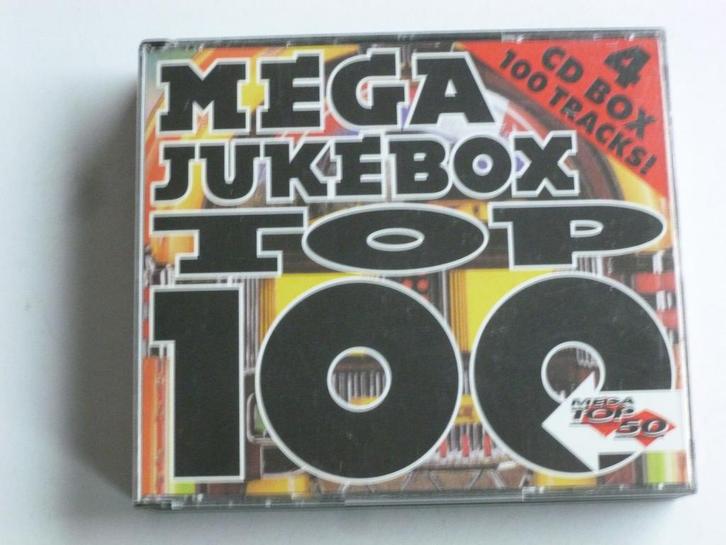 MEGA
JUKEBOX
TOP
100
4
CD BOX
100 TRACKS!
MEGA
TOP
50